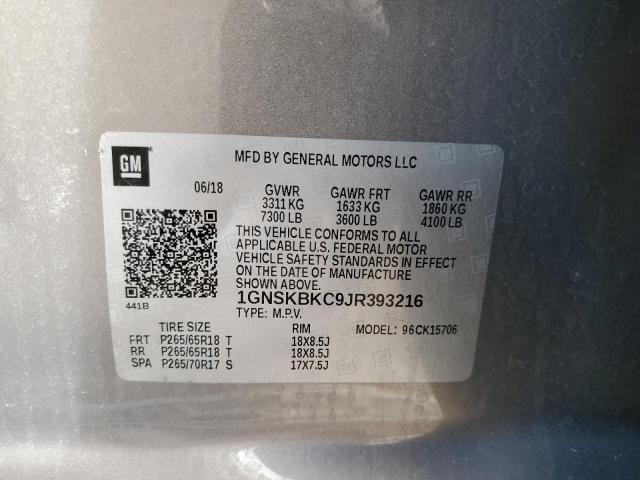 GM
MFD BY GENERAL MOTORS LLC
06/18 GVWR GAWR FRT GAWR RR
3311 KG 1633 KG 1860 KG
7300 LB 3600 LB 4100 LB
THIS VEHICLE CONFORMS TO ALL
APPLICABLE U.S. FEDERAL MOTOR
VEHICLE SAFETY STANDARDS IN EFFECT
ON THE DATE OF MANUFACTURE
SHOWN ABOVE.
1GNSKBKC9JR393216
441B
TYPE: M.P.V.
TIRE SIZE RIM MODEL: 96CK15706
FRT P265/65R18 T 18X8.5J
RR P265/65R18 T 18X8.5J
SPA P265/70R17 S 17X7.5J